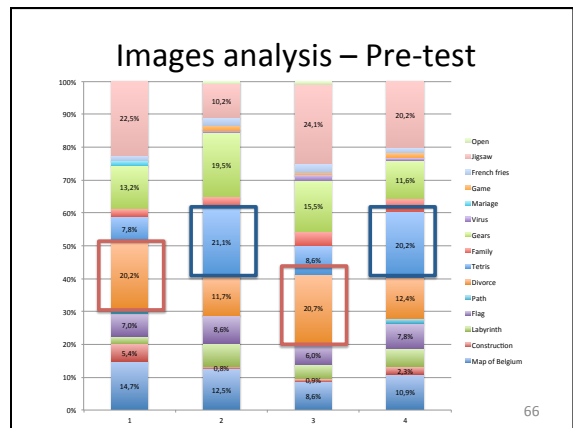 Images analysis – Pre-test
100%
90%
80%
70%
60%
50%
40%
30%
20%
10%
0%
22,5%
13,2%
7,8%
20,2%
7,0%
5,4%
14,7%
10,2%
19,5%
21,1%
11,7%
8,6%
0,8%
12,5%
24,1%
15,5%
8,6%
20,7%
6,0%
0,9%
8,6%
20,2%
11,6%
20,2%
12,4%
7,8%
2,3%
10,9%
1 2 3 4
Open
Jigsaw
French fries
Game
Mariage
Virus
Gears
Family
Tetris
Divorce
Path
Flag
Labyrinth
Construction
Map of Belgium
66